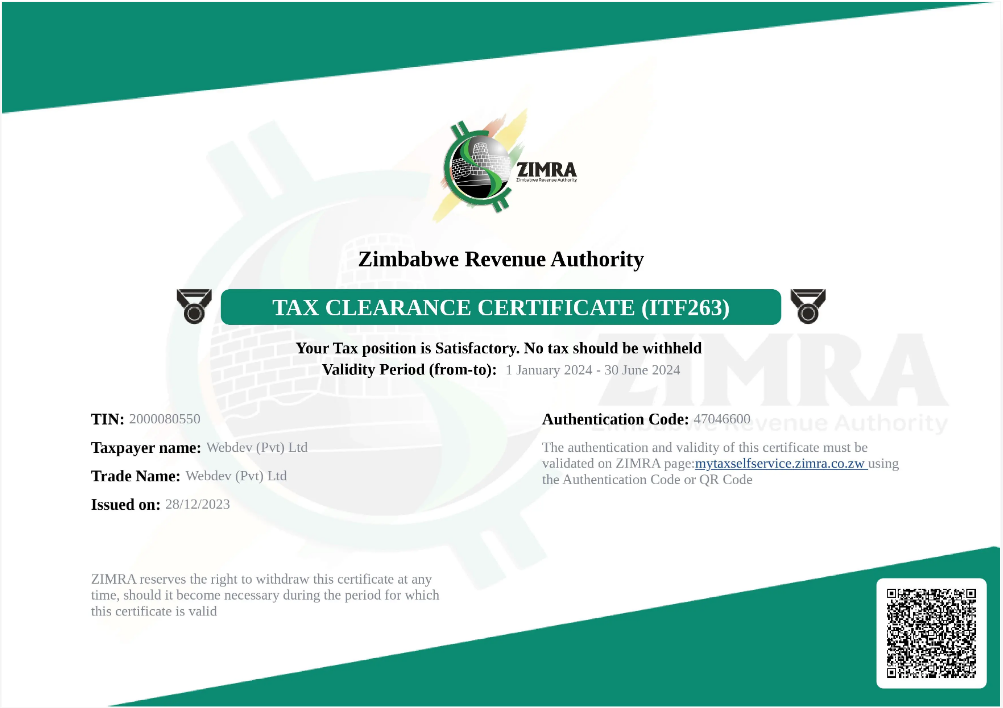 ZIMRA
Zimbabwe Revenue Authority
Zimbabwe Revenue Authority
TAX CLEARANCE CERTIFICATE (ITF263)
Your Tax position is Satisfactory. No tax should be withheld
Validity Period (from-to): 1 January 2024 - 30 June 2024
ZIMRA
Zimbabwe Revenue Authority
TIN: 2000080550
Taxpayer name: Webdev (Pvt) Ltd
Trade Name: Webdev (Pvt) Ltd
Issued on: 28/12/2023
Authentication Code: 47046600
The authentication and validity of this certificate must be
validated on ZIMRA page:mytaxselfservice.zimra.co.zw using
the Authentication Code or QR Code
ZIMRA reserves the right to withdraw this certificate at any
time, should it become necessary during the period for which
this certificate is valid